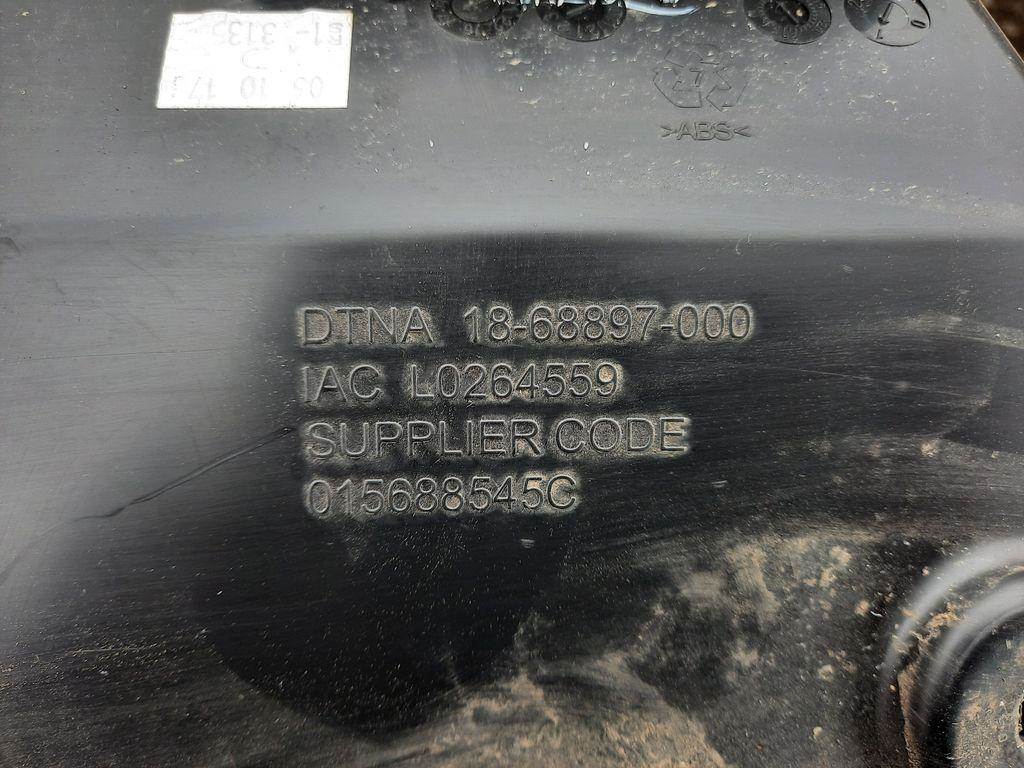 >ABS<
DTNA 18-68897-000
IAC L0264559
SUPPLIER CODE
015688545C